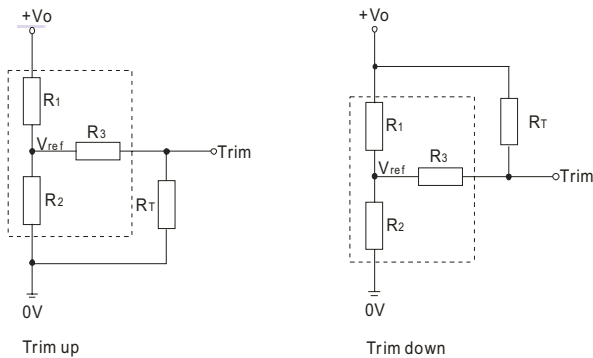 +Vo
R1
Vref
R3
Trim
R2
RT
0V
Trim up
+Vo
R1
RT
Vref
R3
Trim
R2
0V
Trim down